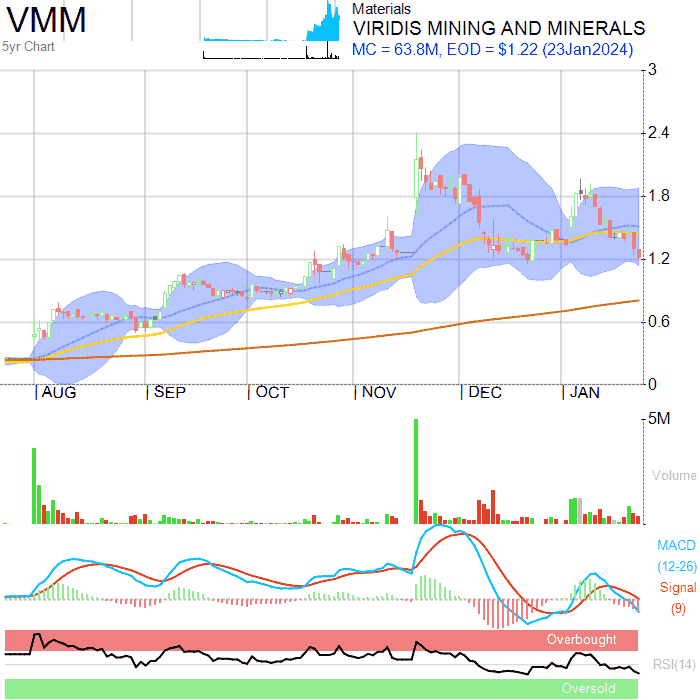 VMM
5yr Chart
Materials
VIRIDIS MINING AND MINERALS
MC = 63.8M, EOD = $1.22 (23Jan2024)
3
2.4
1.8
1.2
0.6
0
AUG SEP OCT NOV DEC JAN
5M
Volume
MACD
(12-26)
Signal
(9)
Overbought
RSI(14)
Oversold